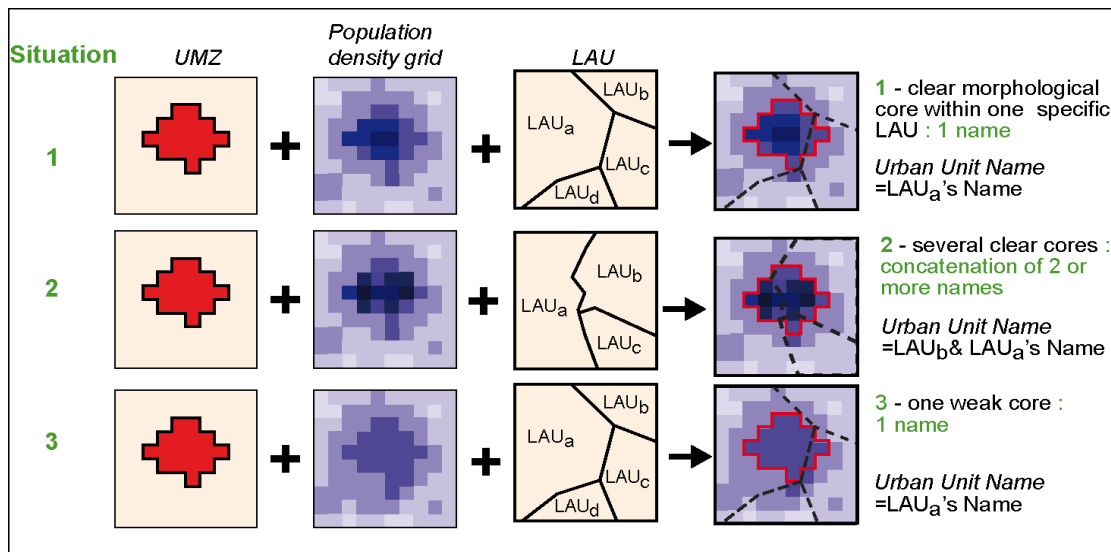 Situation
UMZ
Population
density grid
LAU
1
+
+
LAUa
LAUb
LAUc
LAUd
1 - clear morphological
core within one specific
LAU : 1 name
Urban Unit Name
=LAUa's Name
2
+
+
LAUa
LAUb
LAUc
2 - several clear cores :
concatenation of 2 or
more names
Urban Unit Name
=LAUb& LAUa's Name
3
+
+
LAUa
LAUb
LAUc
LAUd
3 - one weak core :
1 name
Urban Unit Name
=LAUa's Name